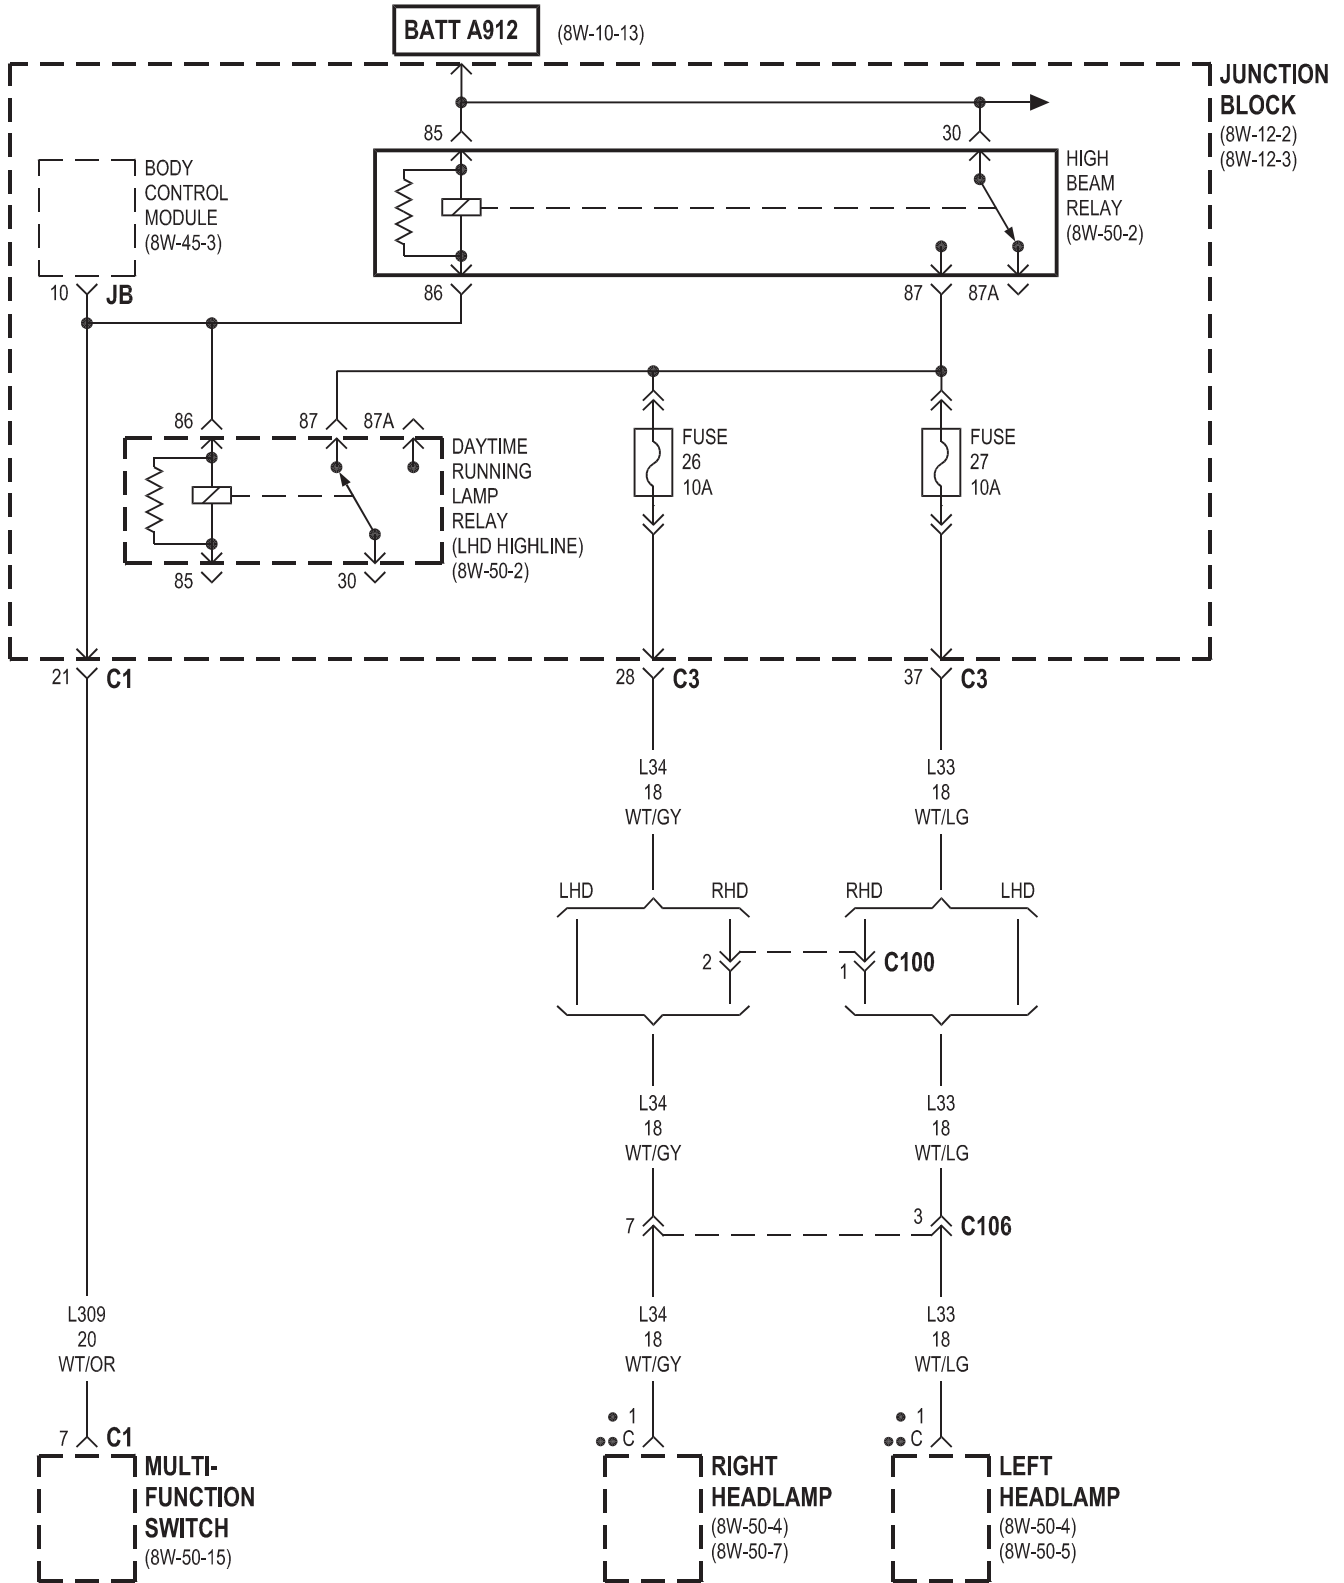 BATT A912 (8W-10-13)
JUNCTION
BLOCK
(8W-12-2)
(8W-12-3)
85
30
BODY
CONTROL
MODULE
(8W-45-3)
HIGH
BEAM
RELAY
(8W-50-2)
10 JB
86
87
87A
86
87
87A
DAYTIME
RUNNING
LAMP
RELAY
(LHD HIGHLINE)
(8W-50-2)
FUSE
26
10A
FUSE
27
10A
85
30
21 C1
28 C3
37 C3
L34
18
WT/GY
L33
18
WT/LG
LHD
RHD
RHD
LHD
2
1
C100
L34
18
WT/GY
L33
18
WT/LG
7
3
C106
L309
20
WT/OR
L34
18
WT/GY
L33
18
WT/LG
7 C1
• 1
•• C
• 1
•• C
MULTI-
FUNCTION
SWITCH
(8W-50-15)
RIGHT
HEADLAMP
(8W-50-4)
(8W-50-7)
LEFT
HEADLAMP
(8W-50-4)
(8W-50-5)